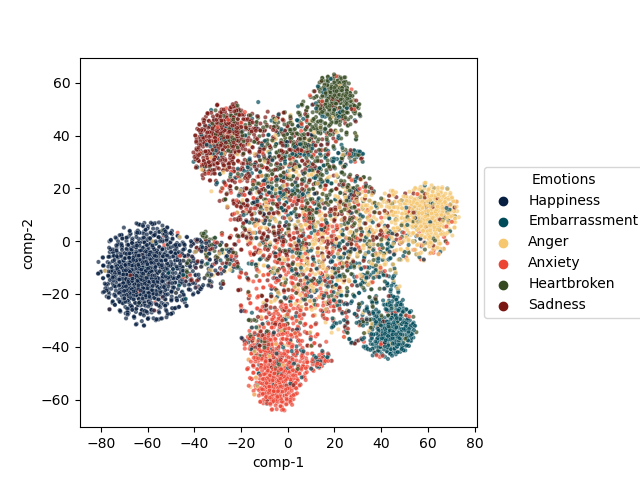 60
40
20
0
−20
−40
−60
comp-2
−80
−60
−40
−20
0
20
40
60
80
comp-1
Emotions
Happiness
Embarrassment
Anger
Anxiety
Heartbroken
Sadness